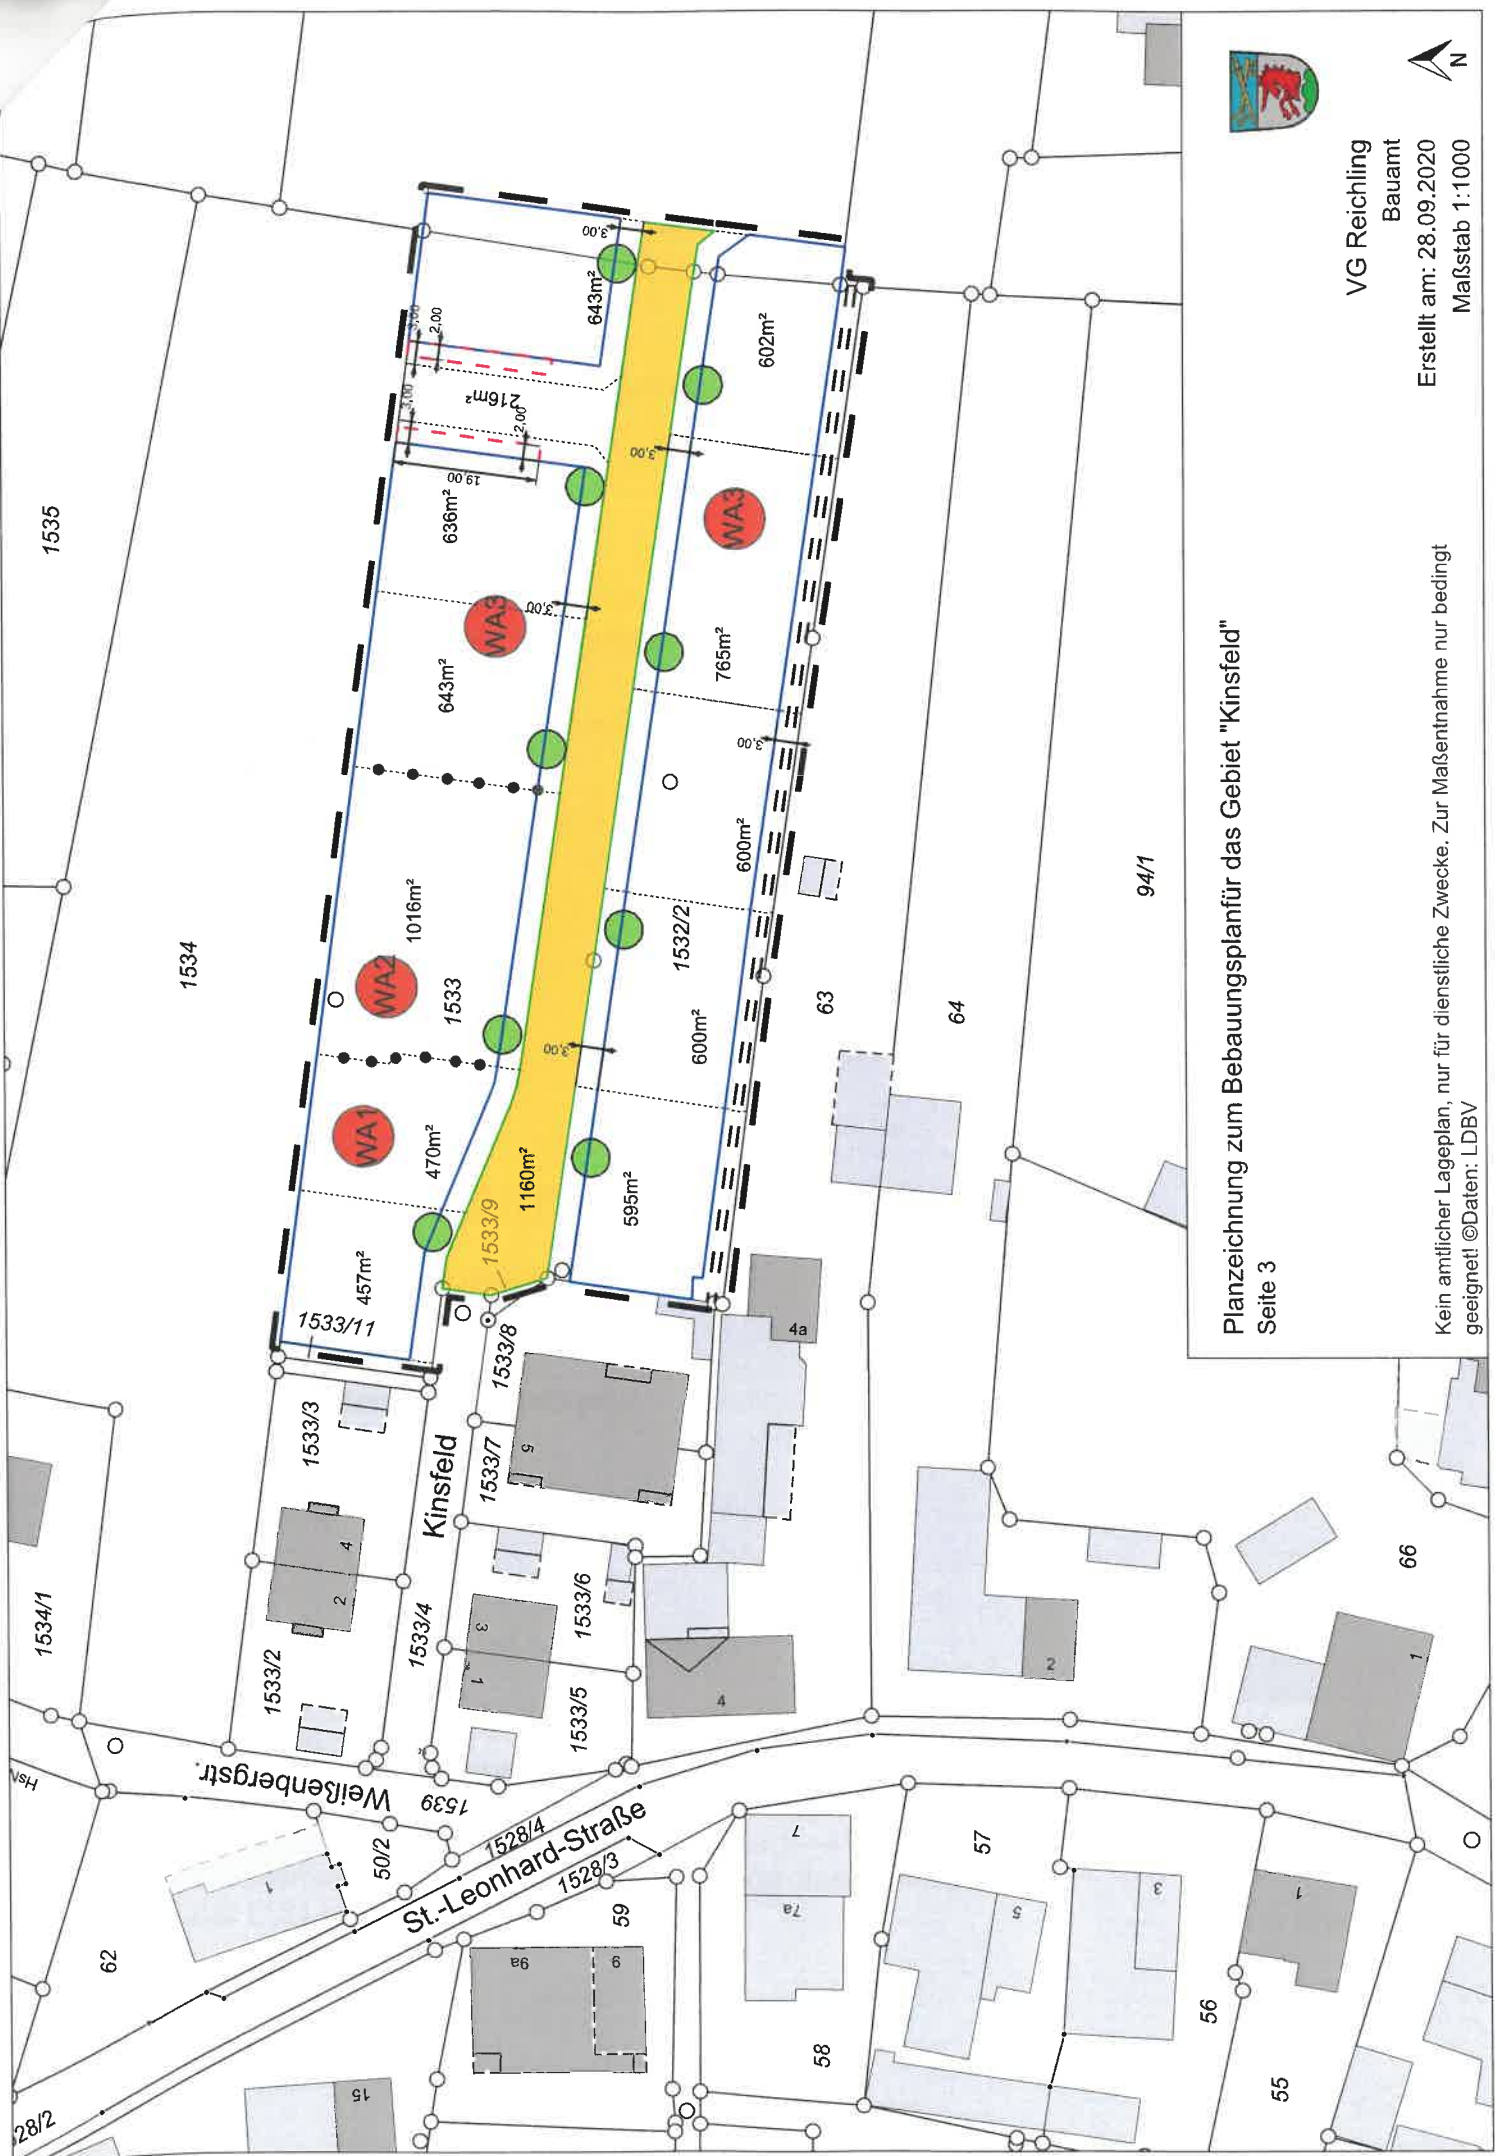 1535
1534
1534/1
HsN
3,00
2,00
3,00
2,00
19,00
216m²
643m²
3,00
636m²
WA3
3,00
643m²
1016m²
WA2
1533
WA1
470m²
457m²
1533/11
1533/9
1160m²
3,00
602m²
3,00
WA3
765m²
3,00
600m²
1532/2
600m²
3,00
595m²
63
64
94/1
1533/3
1533/8
4a
Kinsfeld
1533/7
5
4
2
1533/2
1533/4
1533/6
3
1
1533/5
4
2
66
1
Weißenbergstr.
1539
1528/4
St.-Leonhard-Straße
1528/3
50/2
1
62
59
9a
9
15
28/2
7
7a
57
58
5
3
56
1
55
Planzeichnung zum Bebauungsplanfür das Gebiet "Kinsfeld"
Seite 3
VG Reichling
Bauamt
Erstellt am: 28.09.2020
Maßstab 1:1000
N
Kein amtlicher Lageplan, nur für dienstliche Zwecke. Zur Maßentnahme nur bedingt
geeignet! ©Daten: LDBV